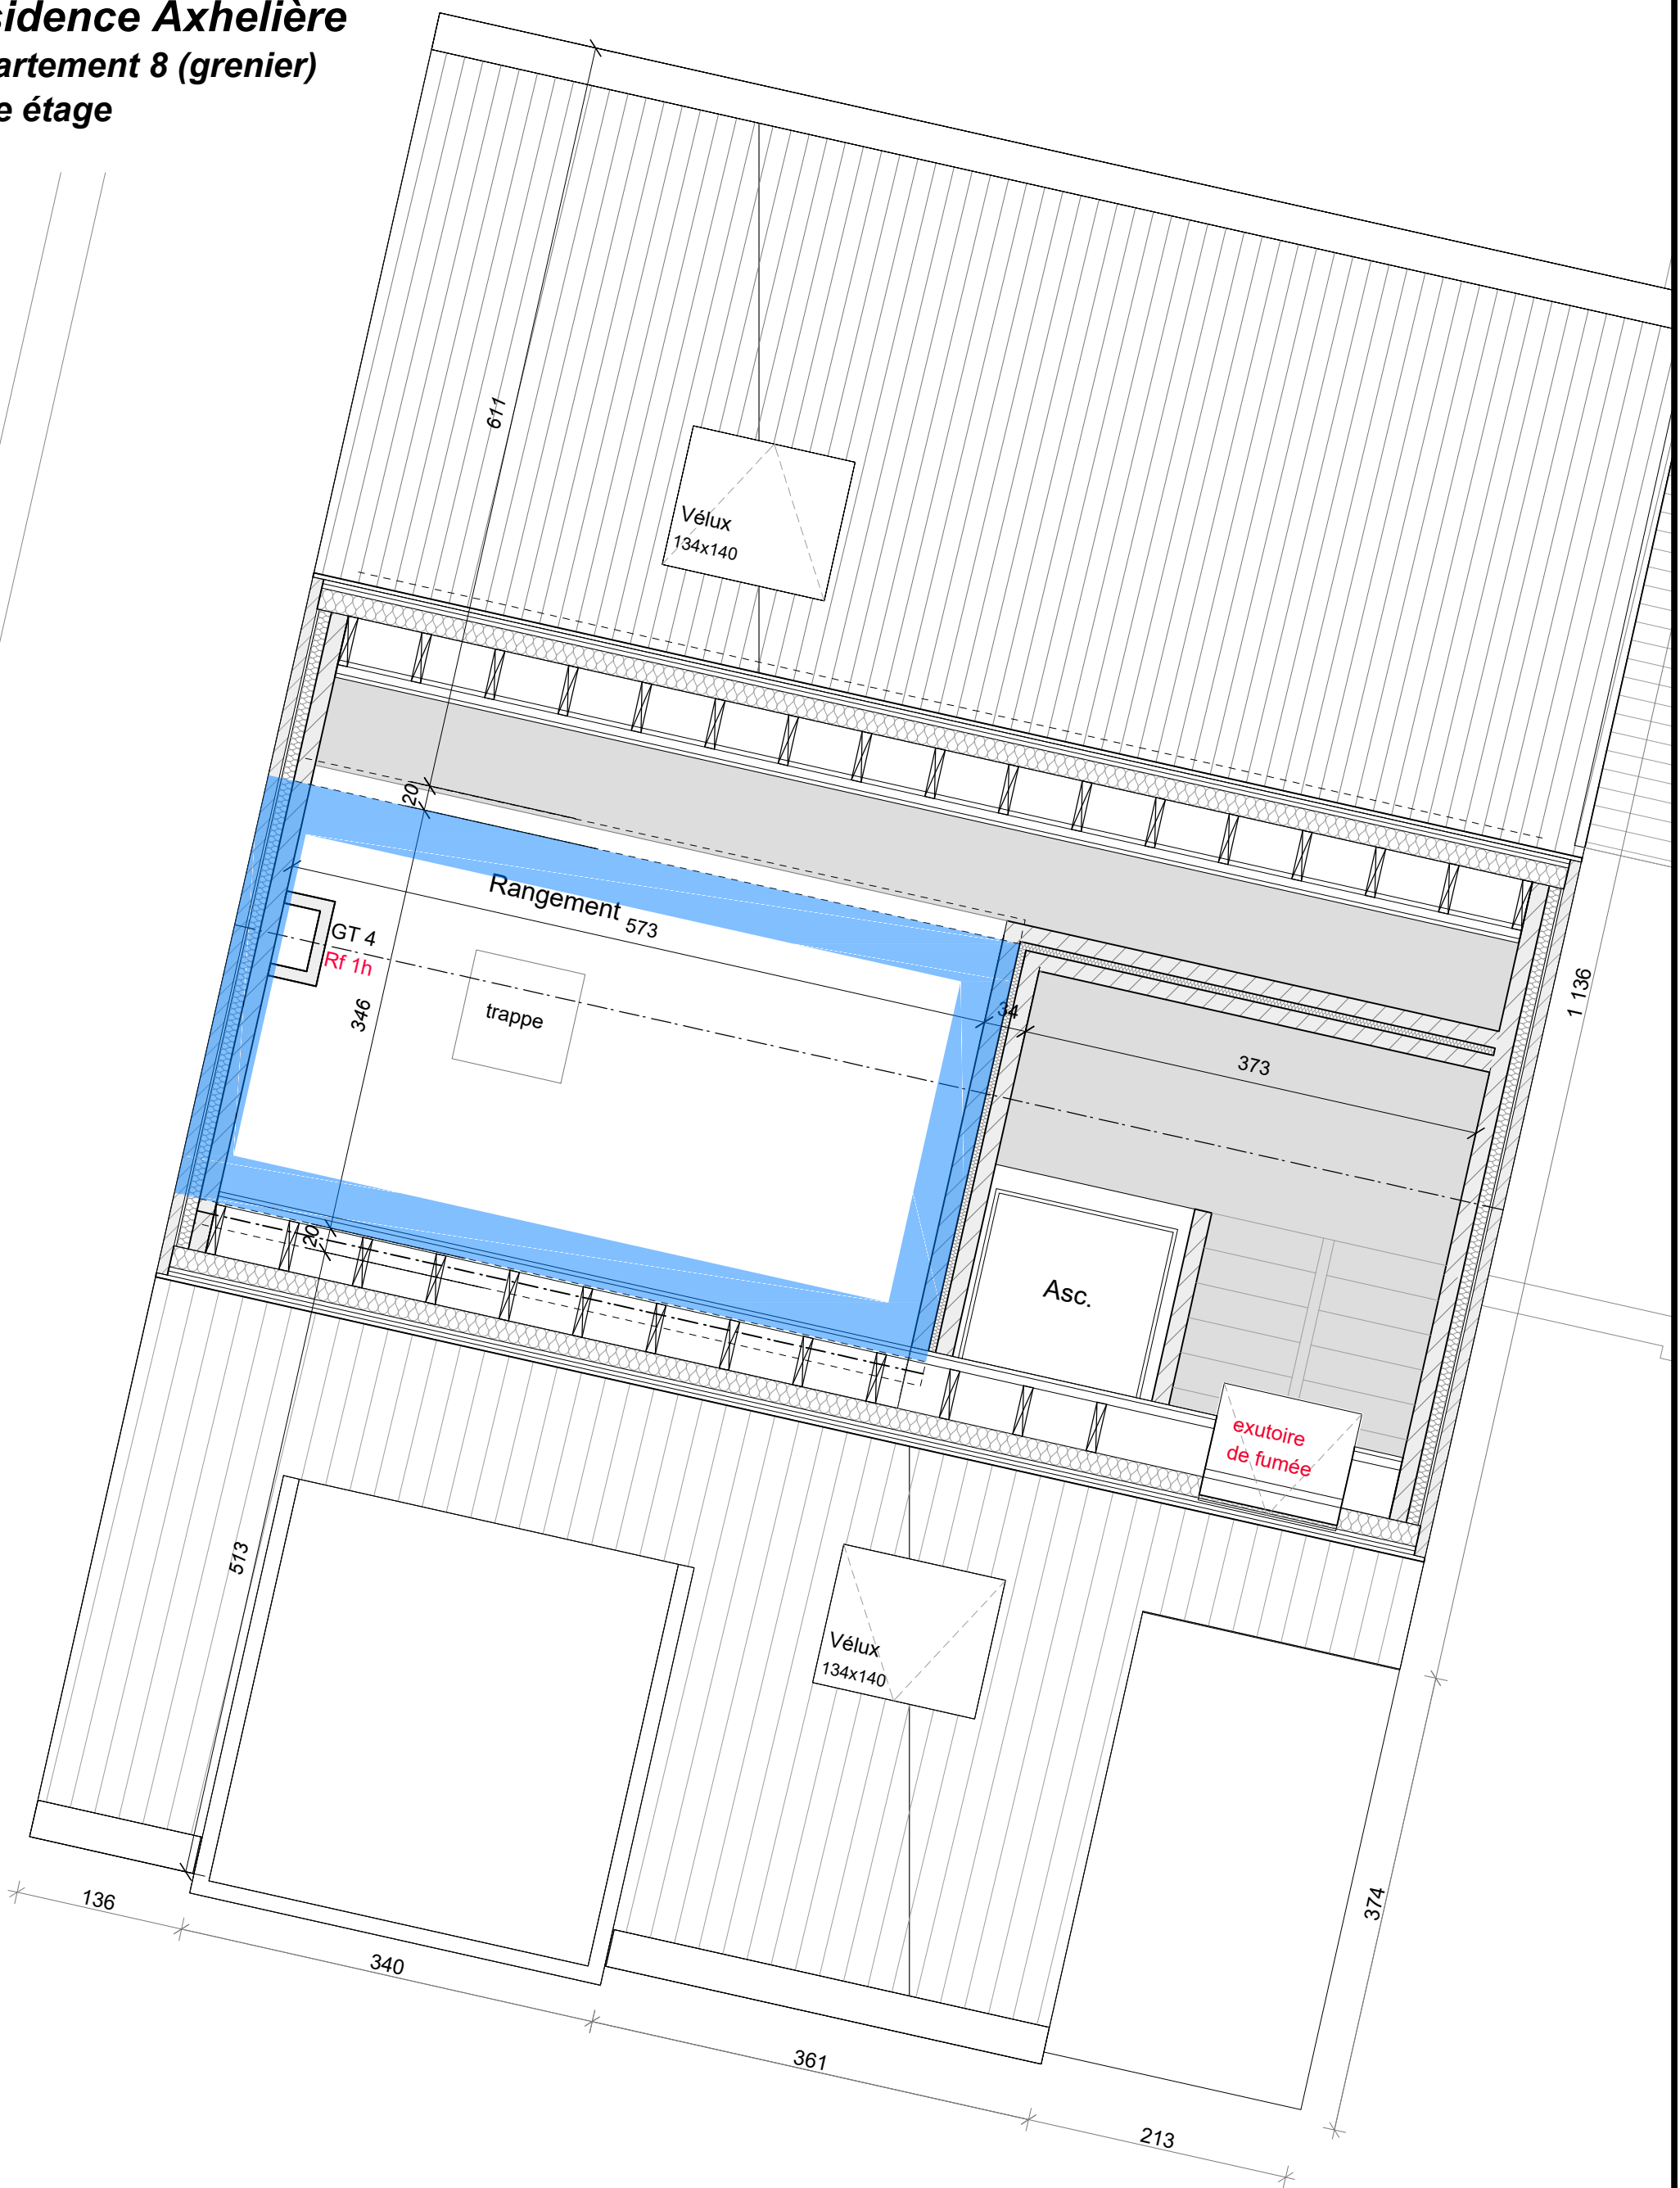 sidence Axhelière
artement 8 (grenier)
e étage
611
Vélux
134x140
20
Rangement
573
GT 4
Rf 1h
346
trappe
34
373
1 136
20
Asc.
exutoire
de fumée
513
Vélux
134x140
136
340
361
213
374